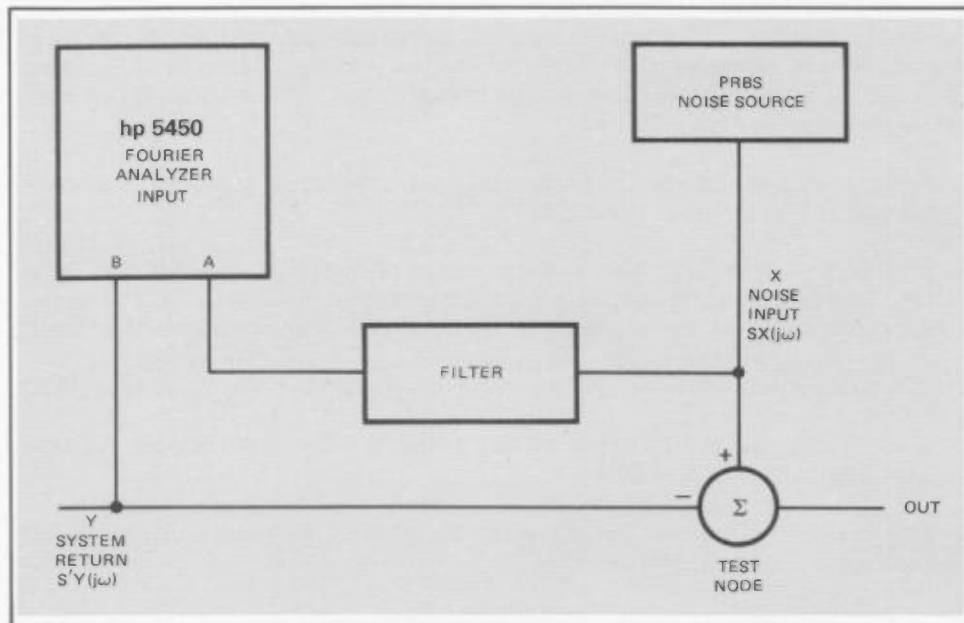 hp 5450
FOURIER
ANALYZER
INPUT
B A
PRBS
NOISE SOURCE
X
NOISE
INPUT
SX(jω)
FILTER
+
−
Σ
OUT
TEST
NODE
Y
SYSTEM
RETURN
S'Y(jω)